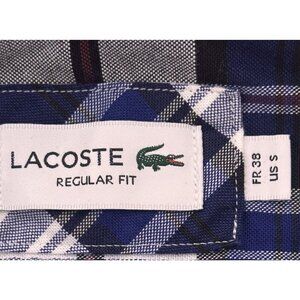 LACOSTE
REGULAR FIT
FR 38
US S